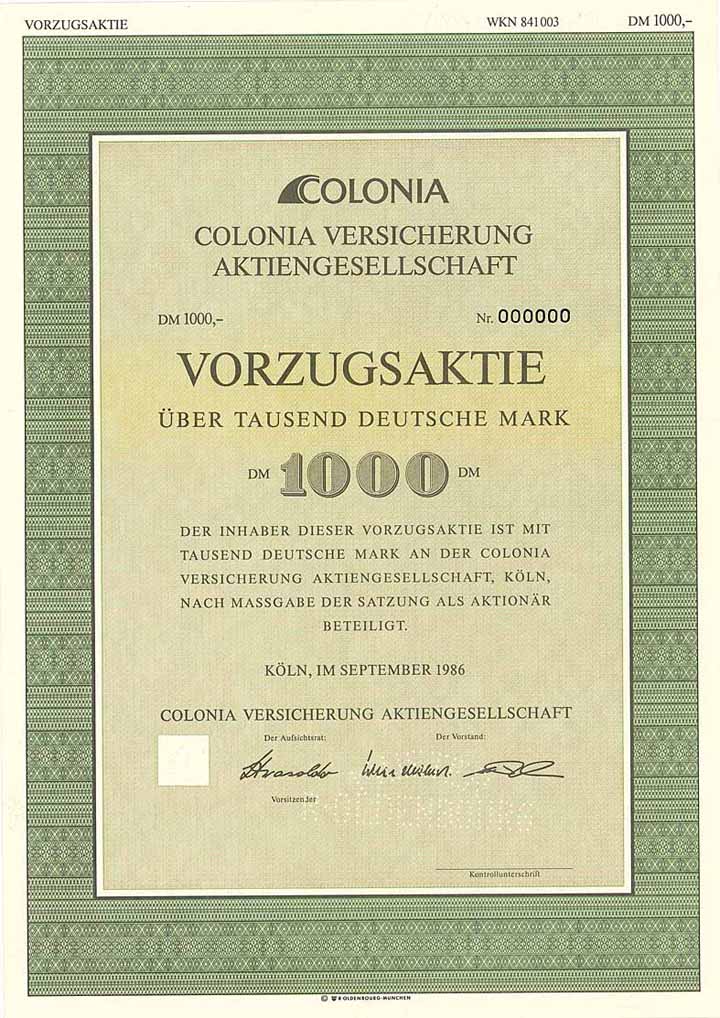 VORZUGSAKTIE WKN 841003 DM 1000,–
COLONIA
COLONIA VERSICHERUNG
AKTIENGESELLSCHAFT
DM 1000,– Nr. 000000
VORZUGSAKTIE
ÜBER TAUSEND DEUTSCHE MARK
DM 1000 DM
DER INHABER DIESER VORZUGSAKTIE IST MIT
TAUSEND DEUTSCHE MARK AN DER COLONIA
VERSICHERUNG AKTIENGESELLSCHAFT, KÖLN,
NACH MASSGABE DER SATZUNG ALS AKTIONÄR
BETEILIGT.
KÖLN, IM SEPTEMBER 1986
COLONIA VERSICHERUNG AKTIENGESELLSCHAFT
Der Aufsichtsrat: Der Vorstand:
Vorsitzender
Kontrollunterschrift
© R·OLDENBOURG·MÜNCHEN